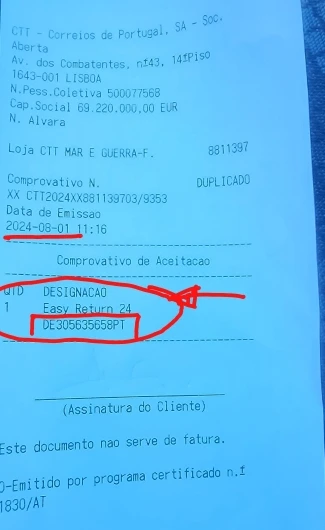 CTT - Correios de Portugal, SA - Soc.
Aberta
Av. dos Combatentes, nº43, 14ºPiso
1643-001 LISBOA
N.Pess.Coletiva 500077568
Cap.Social 69.220.000,00 EUR
N. Alvara
Loja CTT MAR E GUERRA-F. 8811397
Comprovativo N. DUPLICADO
XX CTT2024XX881139703/9353
Data de Emissao
2024-08-01 11:16
Comprovativo de Aceitacao
QTD DESIGNACAO
1 Easy Return 24
DE305635658PT
(Assinatura do Cliente)
Este documento nao serve de fatura.
O-Emitido por programa certificado n.º
1830/AT